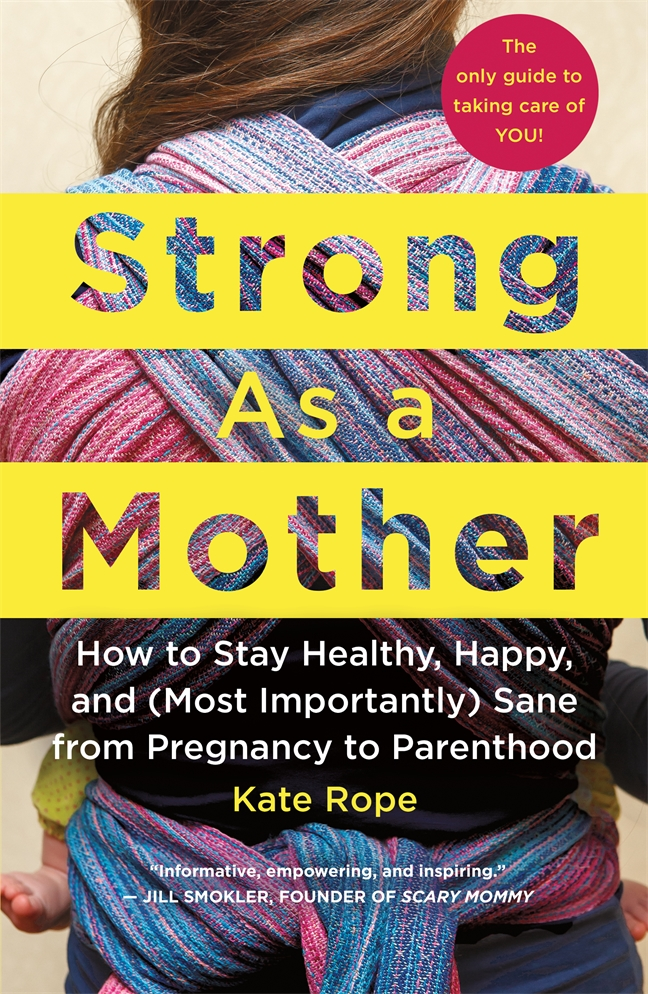 The
only guide to
taking care of
YOU!
Strong
As a
Mother
How to Stay Healthy, Happy,
and (Most Importantly) Sane
from Pregnancy to Parenthood
Kate Rope
“Informative, empowering, and inspiring.”
— JILL SMOKLER, FOUNDER OF SCARY MOMMY